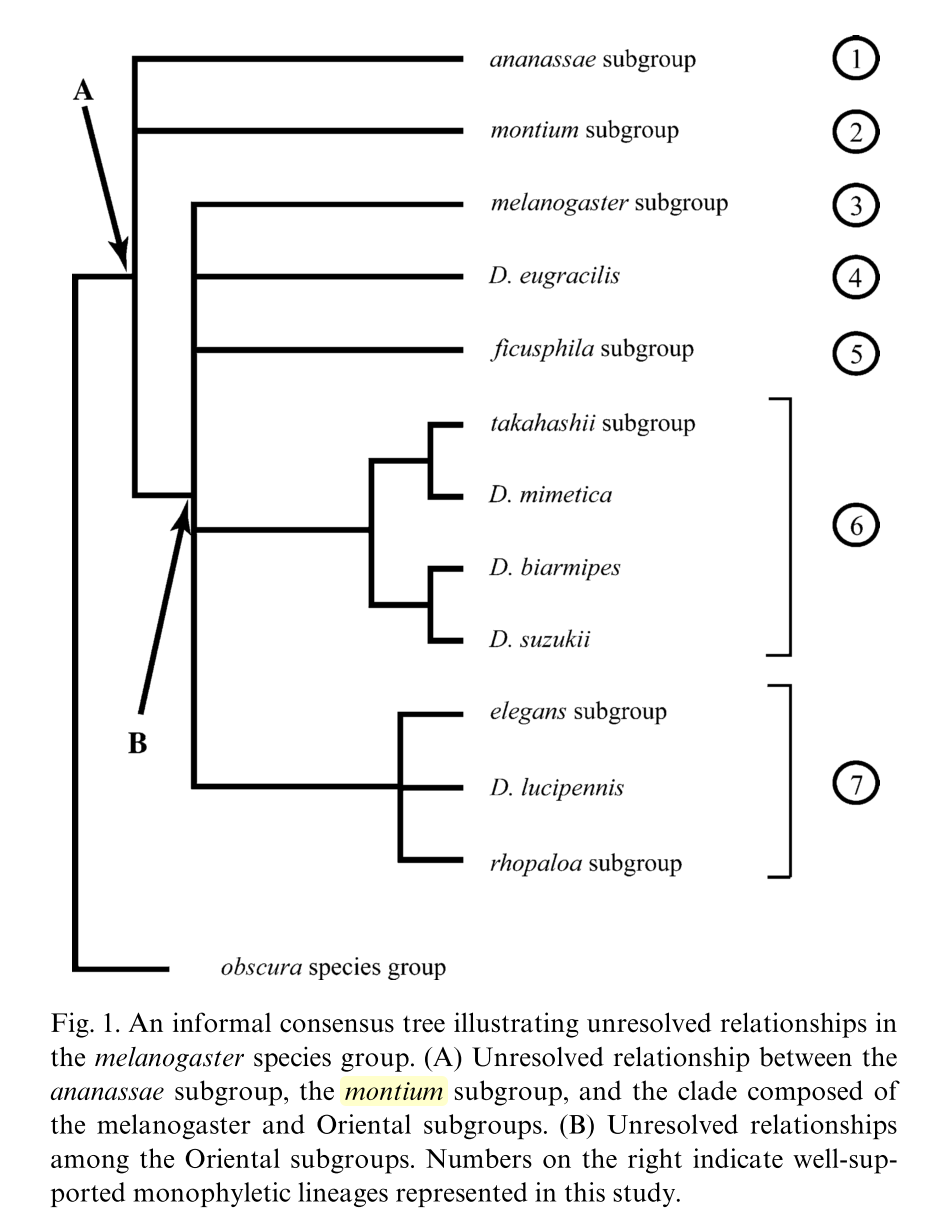 A
ananassae subgroup
1
montium subgroup
2
melanogaster subgroup
3
D. eugracilis
4
ficusphila subgroup
5
takahashii subgroup
D. mimetica
6
D. biarmipes
D. suzukii
elegans subgroup
B
D. lucipennis
7
rhopaloa subgroup
obscura species group
Fig. 1. An informal consensus tree illustrating unresolved relationships in
the melanogaster species group. (A) Unresolved relationship between the
ananassae subgroup, the montium subgroup, and the clade composed of
the melanogaster and Oriental subgroups. (B) Unresolved relationships
among the Oriental subgroups. Numbers on the right indicate well-sup-
ported monophyletic lineages represented in this study.